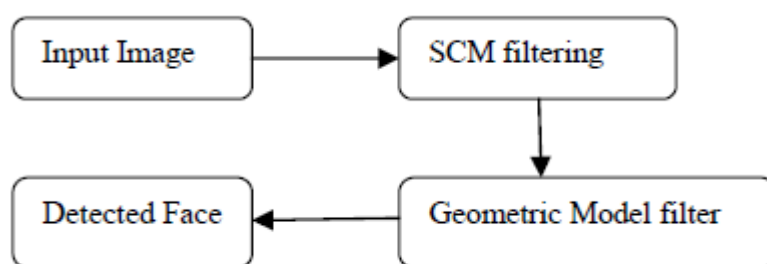 Input Image
SCM filtering
Geometric Model filter
Detected Face